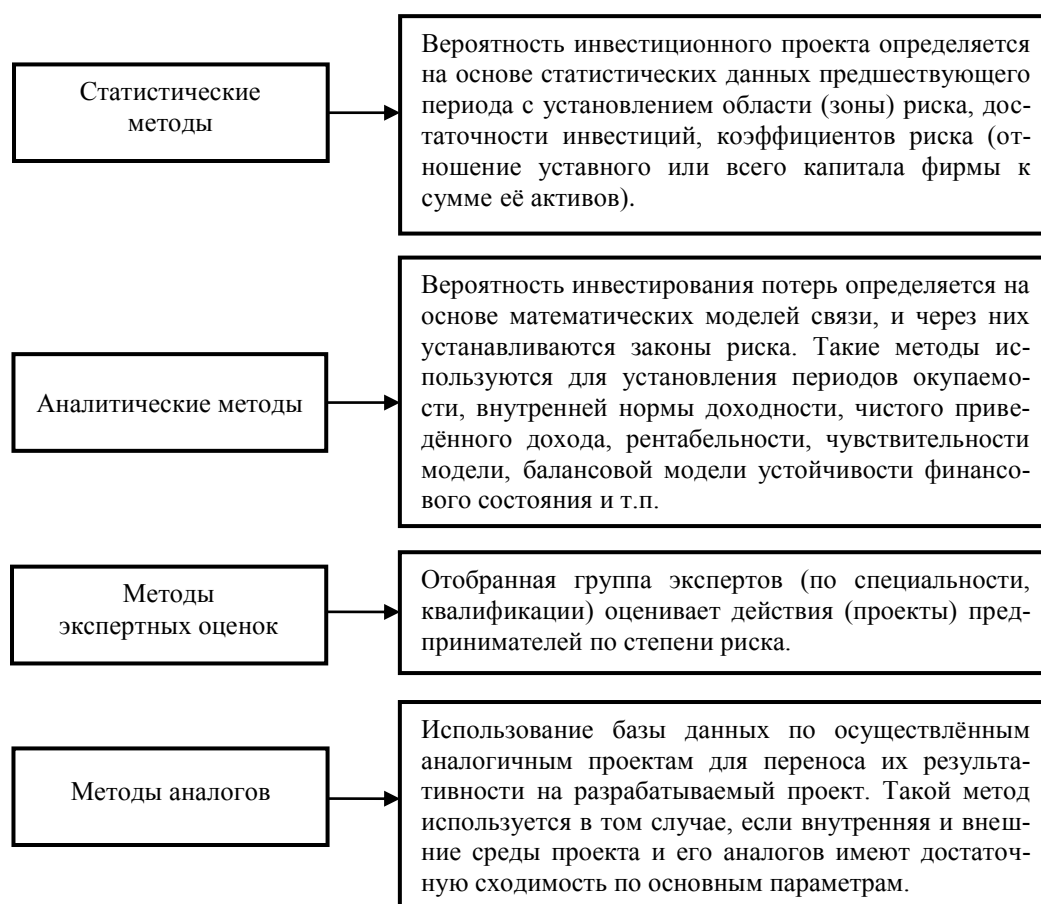 Статистические
методы
Вероятность инвестиционного проекта определяется
на основе статистических данных предшествующего
периода с установлением области (зоны) риска, дос-
таточности инвестиций, коэффициентов риска (от-
ношение уставного или всего капитала фирмы к
сумме её активов).
Аналитические методы
Вероятность инвестирования потерь определяется на
основе математических моделей связи, и через них
устанавливаются законы риска. Такие методы ис-
пользуются для установления периодов окупаемо-
сти, внутренней нормы доходности, чистого приве-
дённого дохода, рентабельности, чувствительности
модели, балансовой модели устойчивости финансо-
вого состояния и т.п.
Методы
экспертных оценок
Отобранная группа экспертов (по специальности,
квалификации) оценивает действия (проекты) пред-
принимателей по степени риска.
Методы аналогов
Использование базы данных по осуществлённым
аналогичным проектам для переноса их результа-
тивности на разрабатываемый проект. Такой метод
используется в том случае, если внутренняя и внеш-
ние среды проекта и его аналогов имеют достаточ-
ную сходимость по основным параметрам.